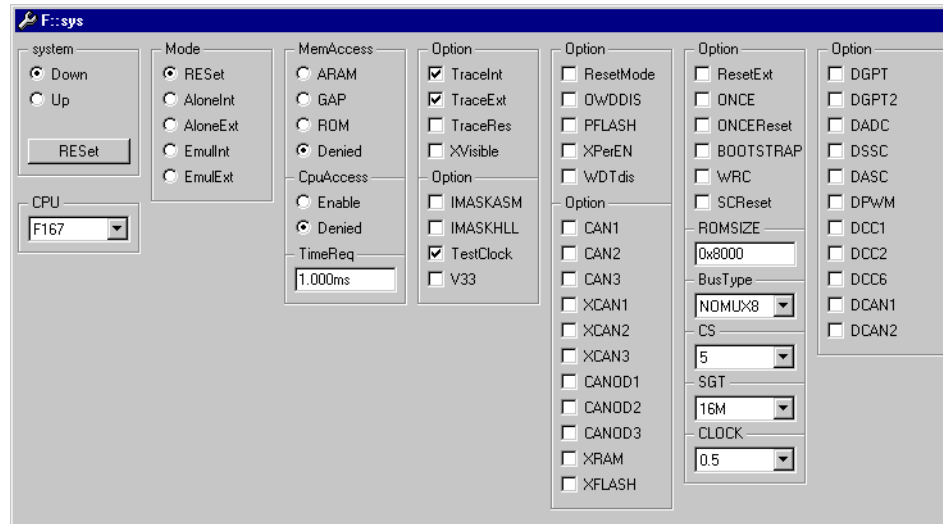 F::sys
system
Down
Up
RESet
CPU
F167
Mode
RESet
AloneInt
AloneExt
EmulInt
EmulExt
MemAccess
ARAM
GAP
ROM
Denied
CpuAccess
Enable
Denied
TimeReq
1.000ms
Option
TraceInt
TraceExt
TraceRes
XVisible
Option
IMASKASM
IMASKHLL
TestClock
V33
Option
ResetMode
OWDDIS
PFLASH
XPerEN
WDTdis
Option
CAN1
CAN2
CAN3
XCAN1
XCAN2
XCAN3
CANOD1
CANOD2
CANOD3
XRAM
XFLASH
Option
ResetExt
ONCE
ONCEReset
BOOTSTRAP
WRC
SCReset
ROMSIZE
0x8000
BusType
NOMUX8
CS
5
SGT
16M
CLOCK
0.5
Option
DGPT
DGPT2
DADC
DSSC
DASC
DPWM
DCC1
DCC2
DCC6
DCAN1
DCAN2